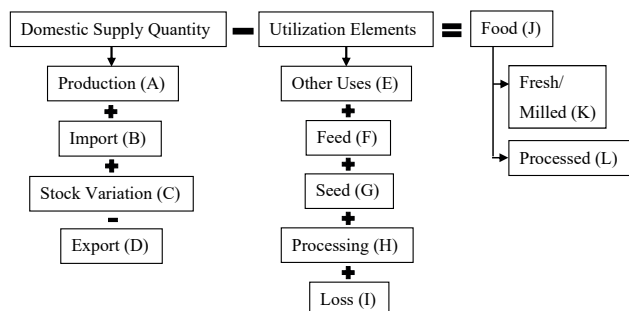 Domestic Supply Quantity
Utilization Elements
Food (J)
Production (A)
Other Uses (E)
Fresh/
Milled (K)
Import (B)
Feed (F)
Processed (L)
Stock Variation (C)
Seed (G)
Export (D)
Processing (H)
Loss (I)